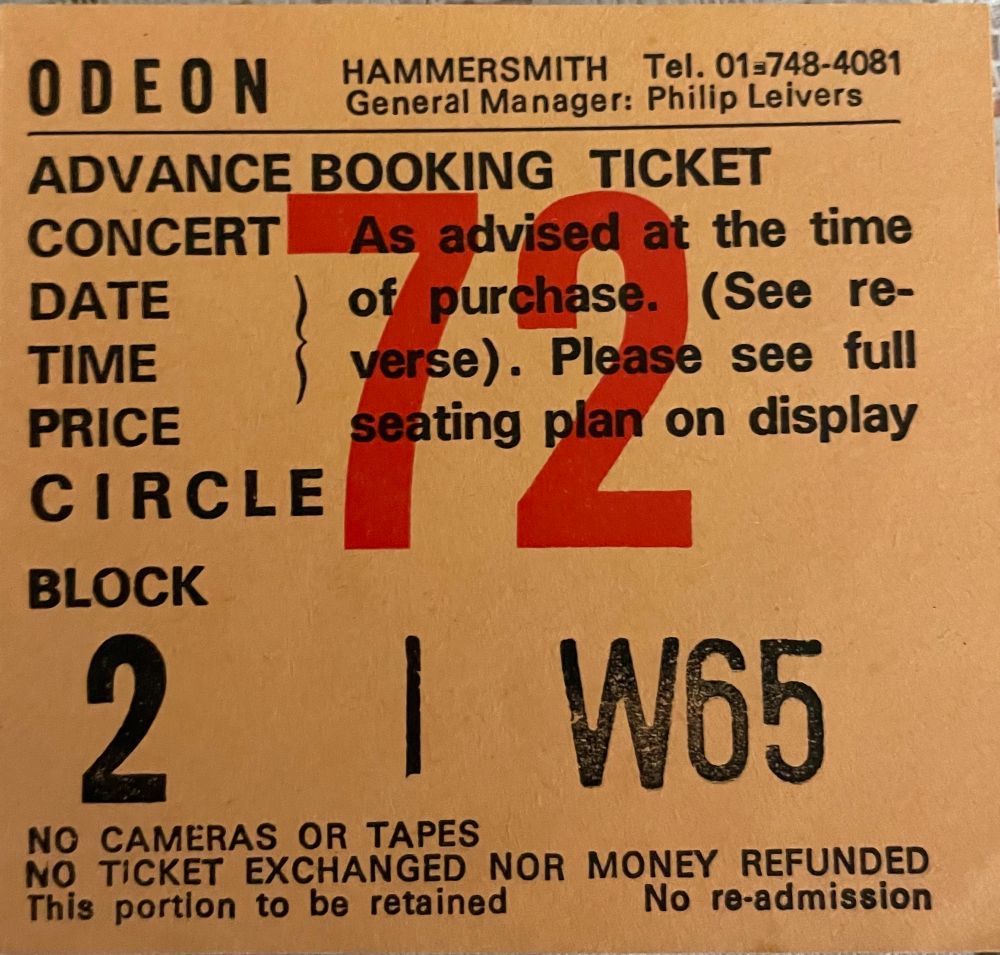 ODEON HAMMERSMITH Tel. 01-748-4081
General Manager: Philip Leivers
ADVANCE BOOKING TICKET
CONCERT As advised at the time
DATE of purchase. (See re-
TIME verse). Please see full
PRICE seating plan on display
72
CIRCLE
BLOCK
2 | W65
NO CAMERAS OR TAPES
NO TICKET EXCHANGED NOR MONEY REFUNDED
This portion to be retained No re-admission